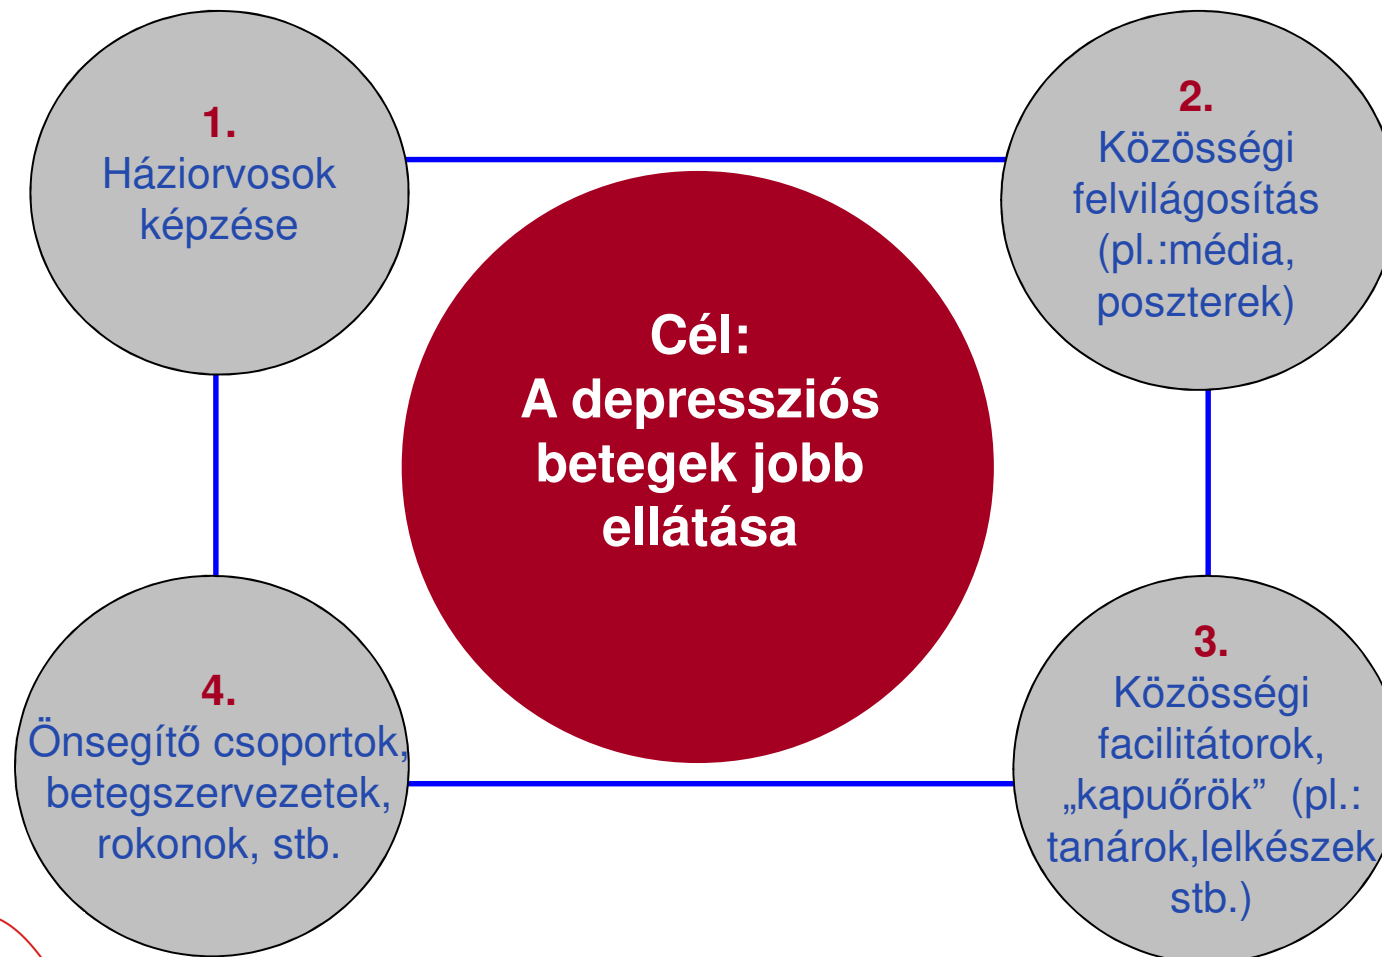 1.
Háziorvosok
képzése
2.
Közösségi
felvilágosítás
(pl.:média,
poszterek)
Cél:
A depressziós
betegek jobb
ellátása
3.
Közösségi
facilitátorok,
„kapuőrök” (pl.:
tanárok,lelkészek
stb.)
4.
Önsegítő csoportok,
betegszervezetek,
rokonok, stb.